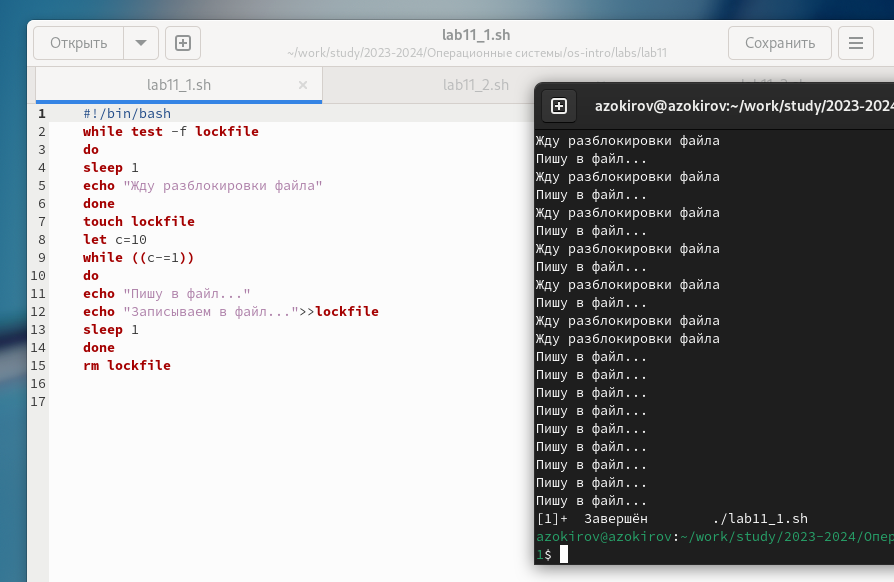 Открыть
lab11_1.sh
~/work/study/2023-2024/Операционные системы/os-intro/labs/lab11
Сохранить
lab11_1.sh
lab11_2.sh
1 #!/bin/bash
2 while test -f lockfile
3 do
4 sleep 1
5 echo "Жду разблокировки файла"
6 done
7 touch lockfile
8 let c=10
9 while ((c-=1))
10 do
11 echo "Пишу в файл..."
12 echo "Записываем в файл...">>lockfile
13 sleep 1
14 done
15 rm lockfile
16
17
azokirov@azokirov:~/work/study/2023-2024
Жду разблокировки файла
Пишу в файл...
Жду разблокировки файла
Пишу в файл...
Жду разблокировки файла
Пишу в файл...
Жду разблокировки файла
Пишу в файл...
Жду разблокировки файла
Пишу в файл...
Жду разблокировки файла
Жду разблокировки файла
Пишу в файл...
Пишу в файл...
Пишу в файл...
Пишу в файл...
Пишу в файл...
Пишу в файл...
Пишу в файл...
Пишу в файл...
Пишу в файл...
[1]+  Завершён        ./lab11_1.sh
azokirov@azokirov:~/work/study/2023-2024/Опер
1$